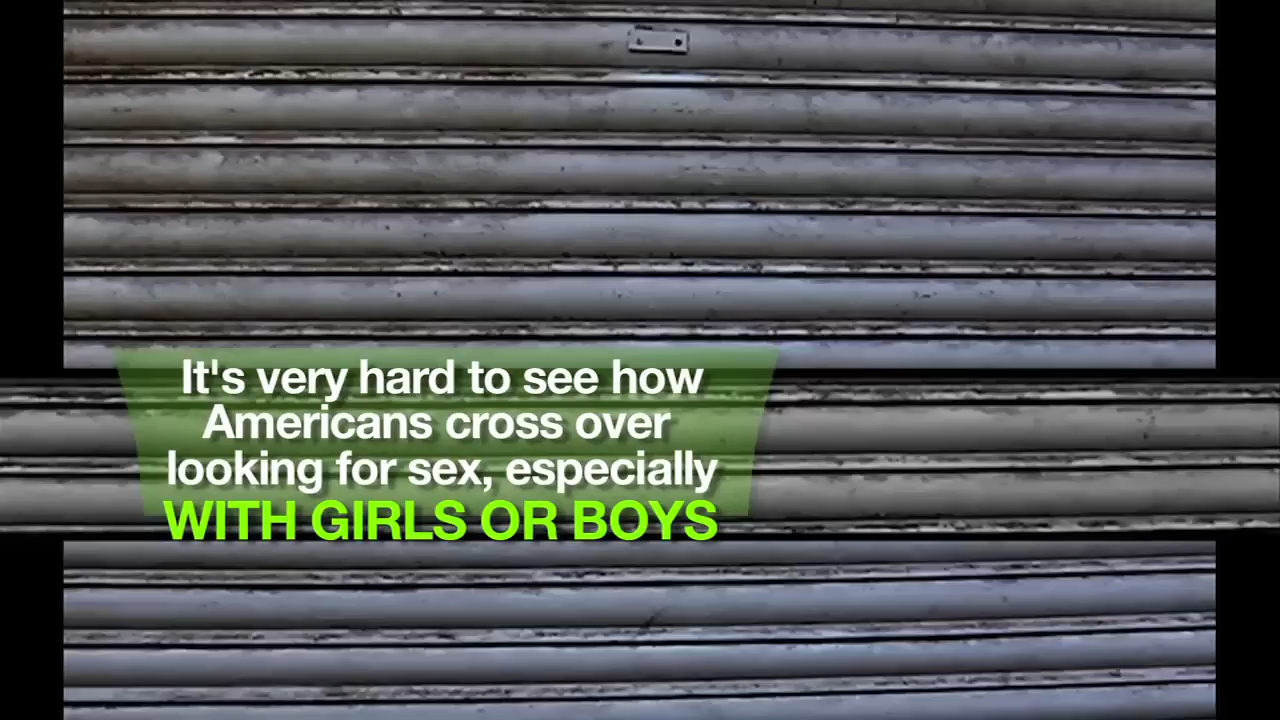 It's very hard to see how
Americans cross over
looking for sex, especially
WITH GIRLS OR BOYS